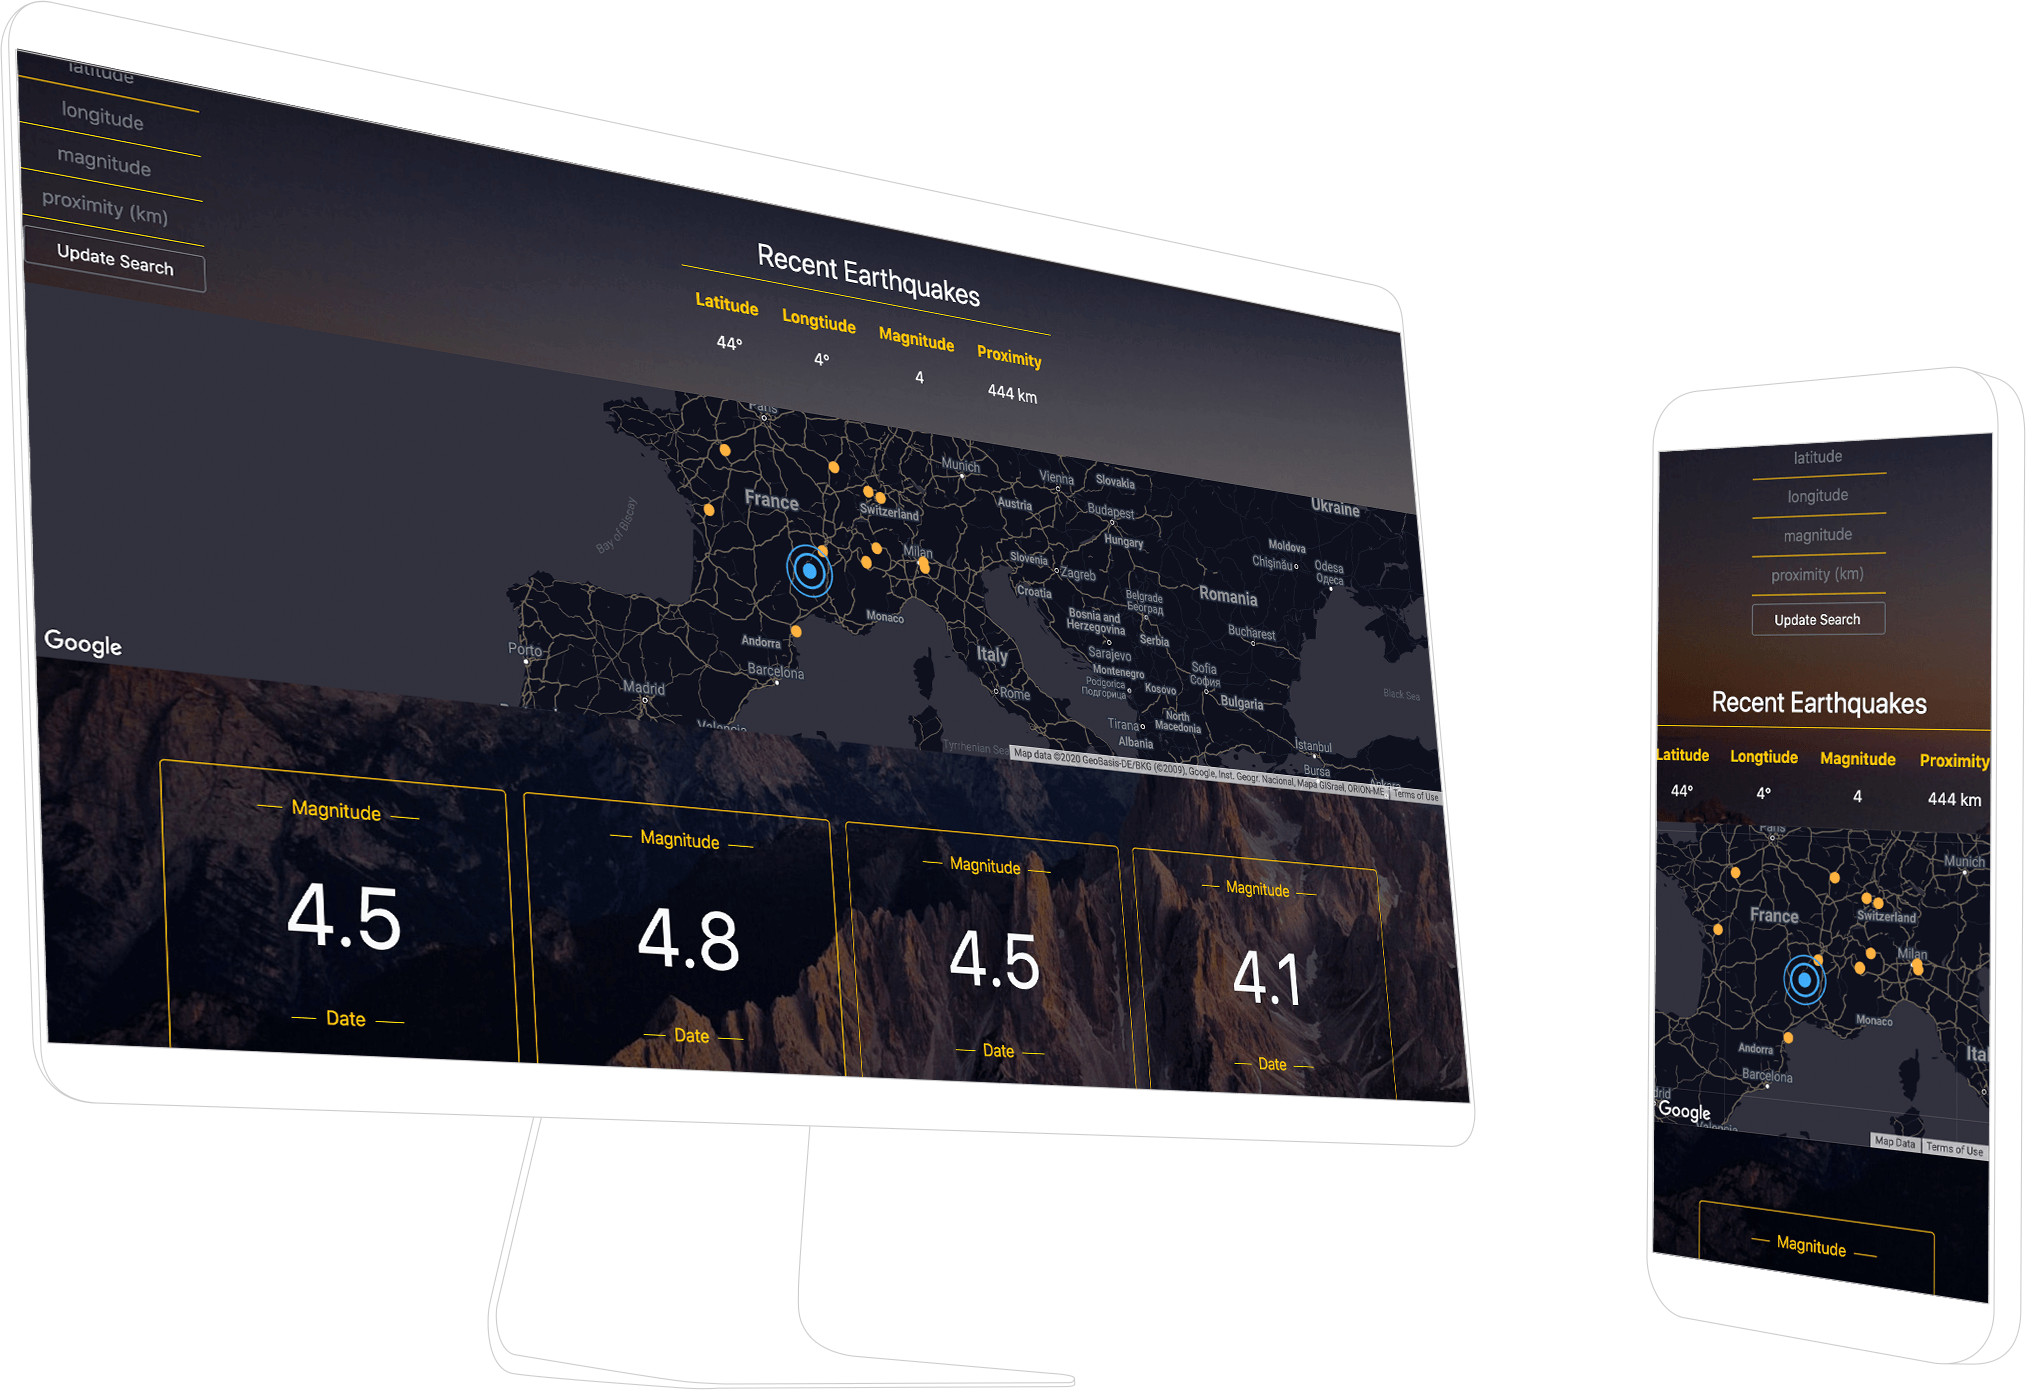 latitude
longitude
magnitude
proximity (km)
Update Search
Recent Earthquakes
Latitude Longtiude Magnitude Proximity
44° 4° 4 444 km
Paris
Munich
Vienna
Slovakia
Ukraine
France
Austria
Budapest
Switzerland
Hungary
Bay of Biscay
Moldova
Chișinău
Odesa
Одеса
Milan
Slovenia
Zagreb
Croatia
Belgrade
Београд
Romania
Monaco
Bosnia and
Herzegovina
Serbia
Bucharest
Andorra
Italy
Sarajevo
Google
Porto
Barcelona
Montenegro
Sofia
София
Podgorica
Подгорица
Kosovo
Madrid
Rome
Bulgaria
Black Sea
North
Macedonia
Tirana
Valencia
Albania
Istanbul
Tyrrhenian Sea
Bursa
Ankara
Map data ©2020 GeoBasis-DE/BKG (©2009), Google, Inst. Geogr. Nacional, Mapa GISrael, ORION-ME
Terms of Use
Magnitude Magnitude Magnitude Magnitude
4.5 4.8 4.5 4.1
Date Date Date Date
latitude
longitude
magnitude
proximity (km)
Update Search
Recent Earthquakes
Latitude Longtiude Magnitude Proximity
44° 4° 4 444 km
Paris
Munich
France
Switzerland
Milan
Monaco
Andorra
Ital
Barcelona
drid
Google
Valencia
Map Data Terms of Use
Magnitude